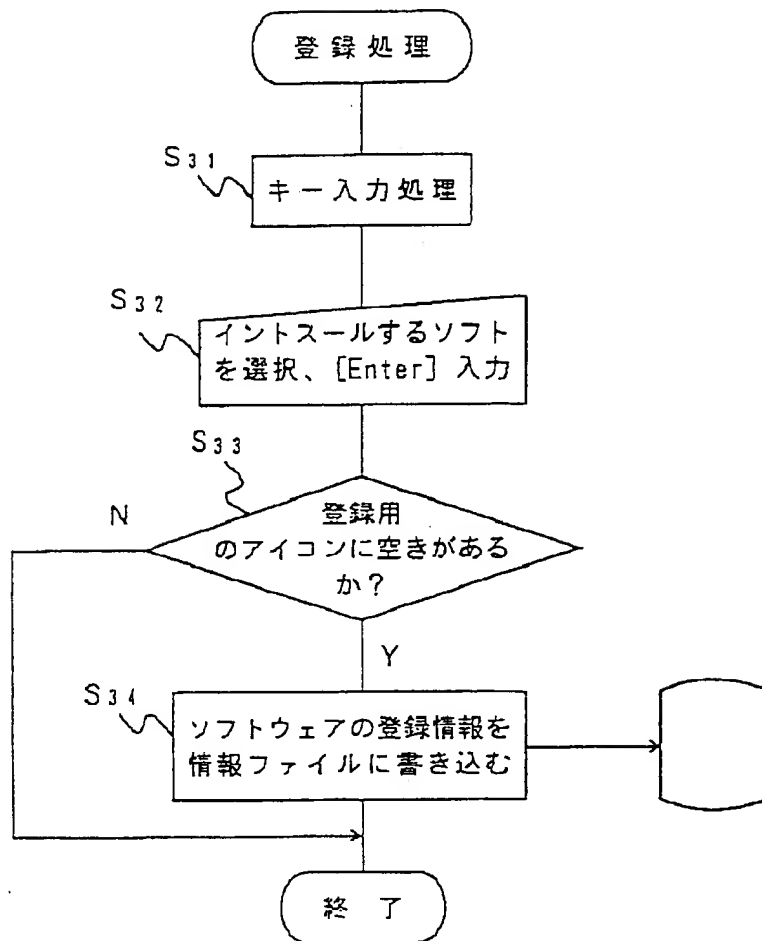 登録処理
S31
キー入力処理
S32
イントスールするソフト
を選択、[Enter] 入力
S33
N
登録用
のアイコンに空きがある
か？
Y
S34
ソフトウェアの登録情報を
情報ファイルに書き込む
終了